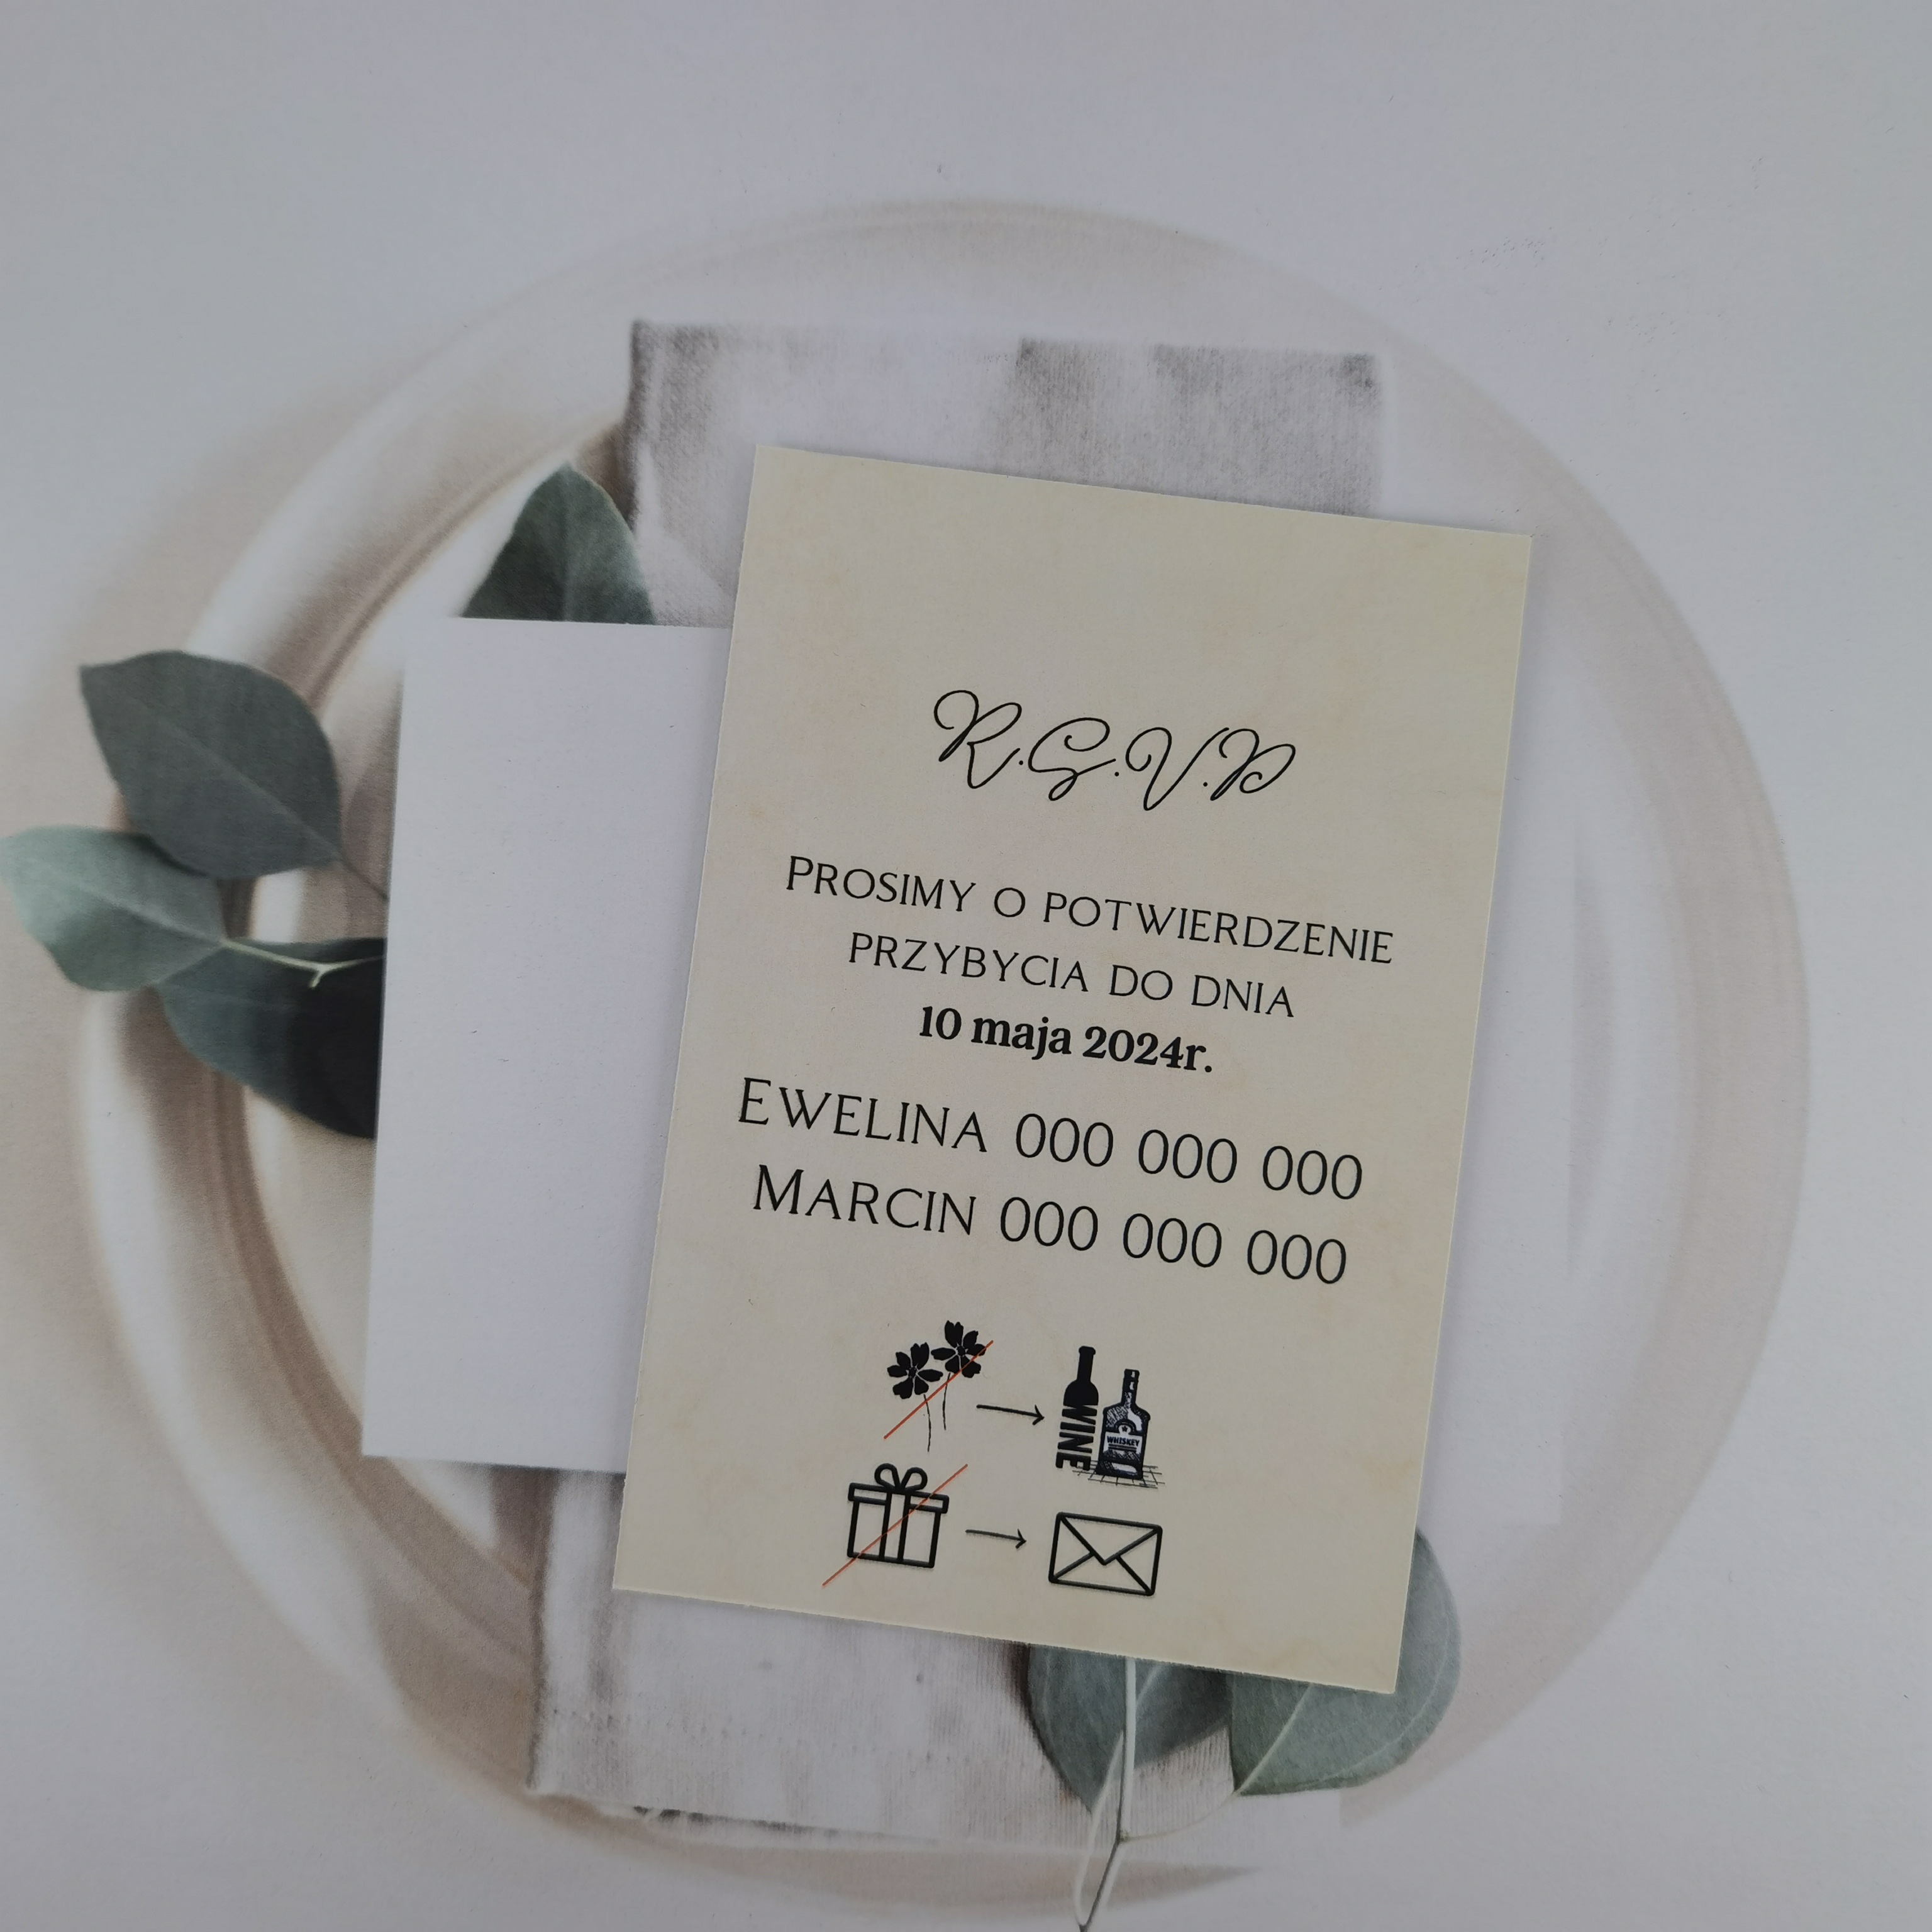 R.S.V.P
Prosimy o potwierdzenie
przybycia do dnia
10 maja 2024r.
Ewelina 000 000 000
Marcin 000 000 000
WINE
WHISKEY